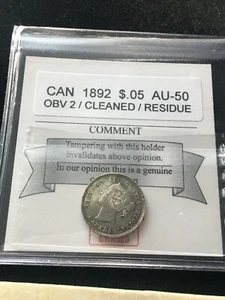 CAN 1892 $.05 AU-50
OBV 2 / CLEANED / RESIDUE
COMMENT
Tampering with this holder
invalidates above opinion.
In our opinion this is a genuine